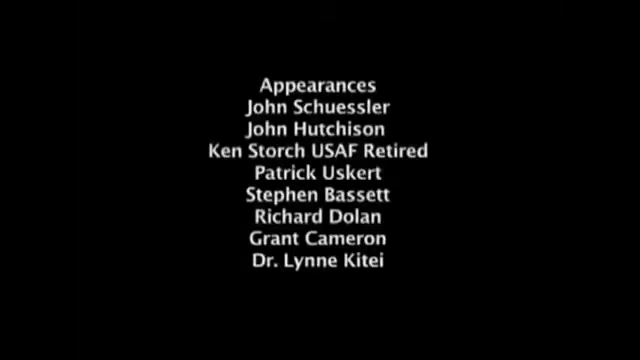 Appearances
John Schuessler
John Hutchison
Ken Storch USAF Retired
Patrick Uskert
Stephen Bassett
Richard Dolan
Grant Cameron
Dr. Lynne Kitei